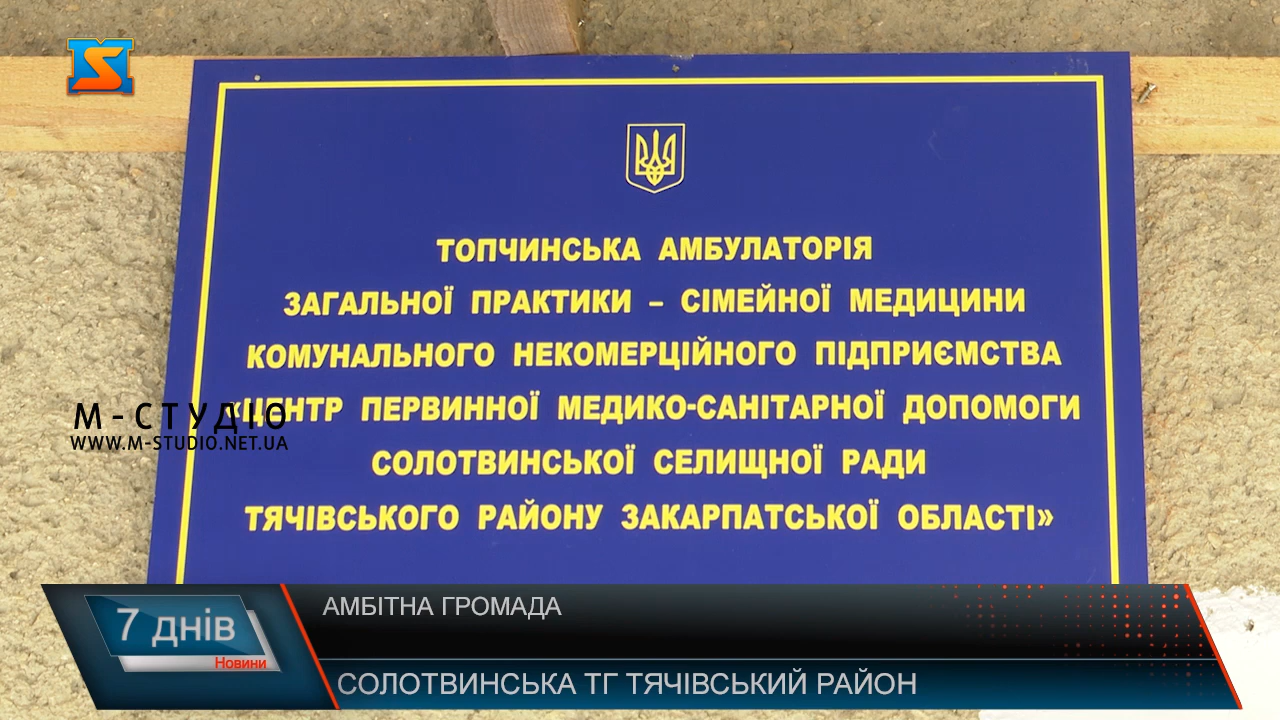 ТОПЧИНСЬКА АМБУЛАТОРІЯ
ЗАГАЛЬНОЇ ПРАКТИКИ – СІМЕЙНОЇ МЕДИЦИНИ
КОМУНАЛЬНОГО НЕКОМЕРЦІЙНОГО ПІДПРИЄМСТВА
«ЦЕНТР ПЕРВИННОЇ МЕДИКО-САНІТАРНОЇ ДОПОМОГИ
СОЛОТВИНСЬКОЇ СЕЛИЩНОЇ РАДИ
ТЯЧІВСЬКОГО РАЙОНУ ЗАКАРПАТСЬКОЇ ОБЛАСТІ»
М-СТУДІО
WWW.M-STUDIO.NET.UA
7 днів
Новини
АМБІТНА ГРОМАДА
СОЛОТВИНСЬКА ТГ ТЯЧІВСЬКИЙ РАЙОН